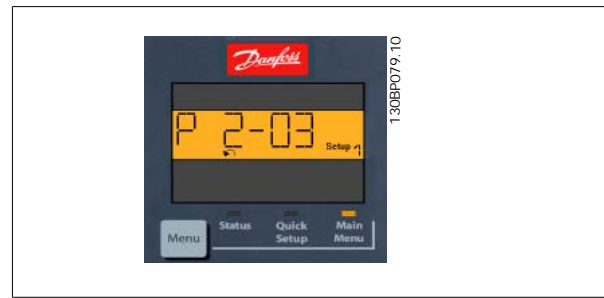 Danfoss
130BP079.10
P 2-03
Setup 1
Menu
Status
Quick Setup
Main Menu